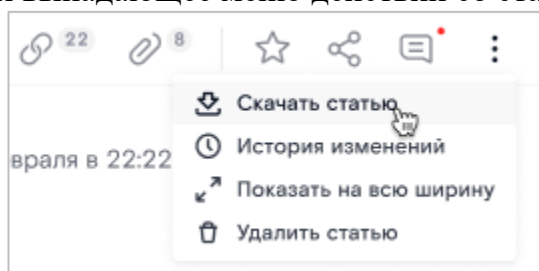 22 8
Скачать статью
История изменений
враля в 22:22
Показать на всю ширину
Удалить статью